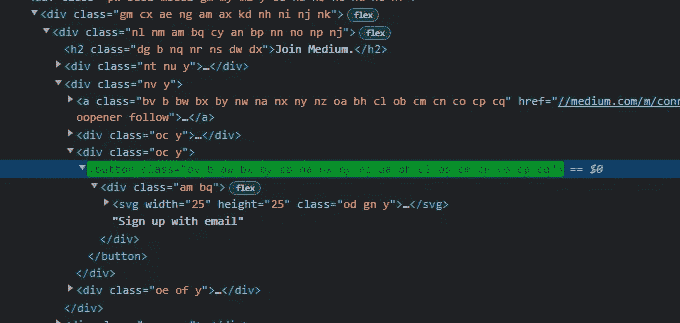 <div class="gm cx ae ng am ax kd nh ni nj nk"> flex
<div class="nl nm am bq cy an bp nn no np nj"> flex
<h2 class="dg b nq nr ns dw dx">Join Medium.</h2>
<div class="nt nu y">…</div>
<div class="nv y">
<a class="bv b bw bx by nw na nx ny nz oa bh cl ob cm cn co cp cq" href="//medium.com/m/conn
oopener follow">…</a>
<div class="oc y">…</div>
<div class="oc y">
== $0
<div class="am bq"> flex
<svg width="25" height="25" class="od gn y">…</svg>
"Sign up with email"
</div>
</button>
</div>
<div class="oe of y">…</div>
</div>